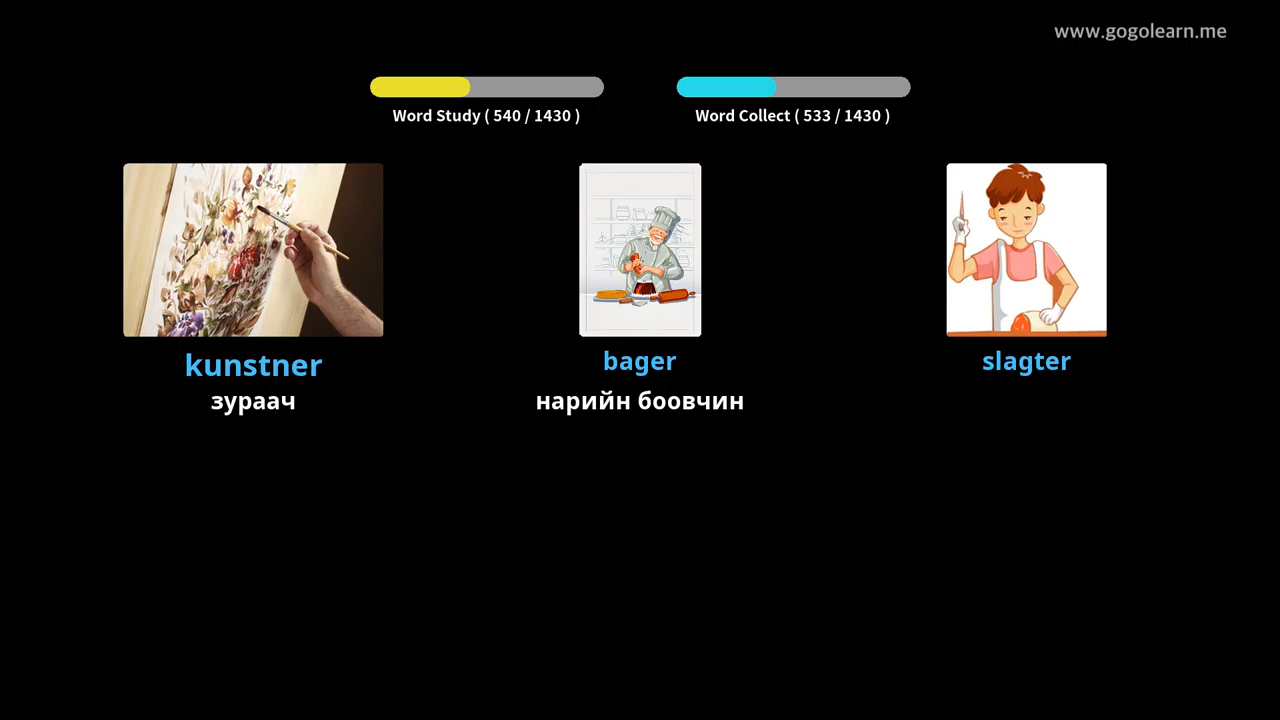 www.gogolearn.me
Word Study ( 540 / 1430 )
Word Collect ( 533 / 1430 )
kunstner
зураач
bager
нарийн боовчин
slagter